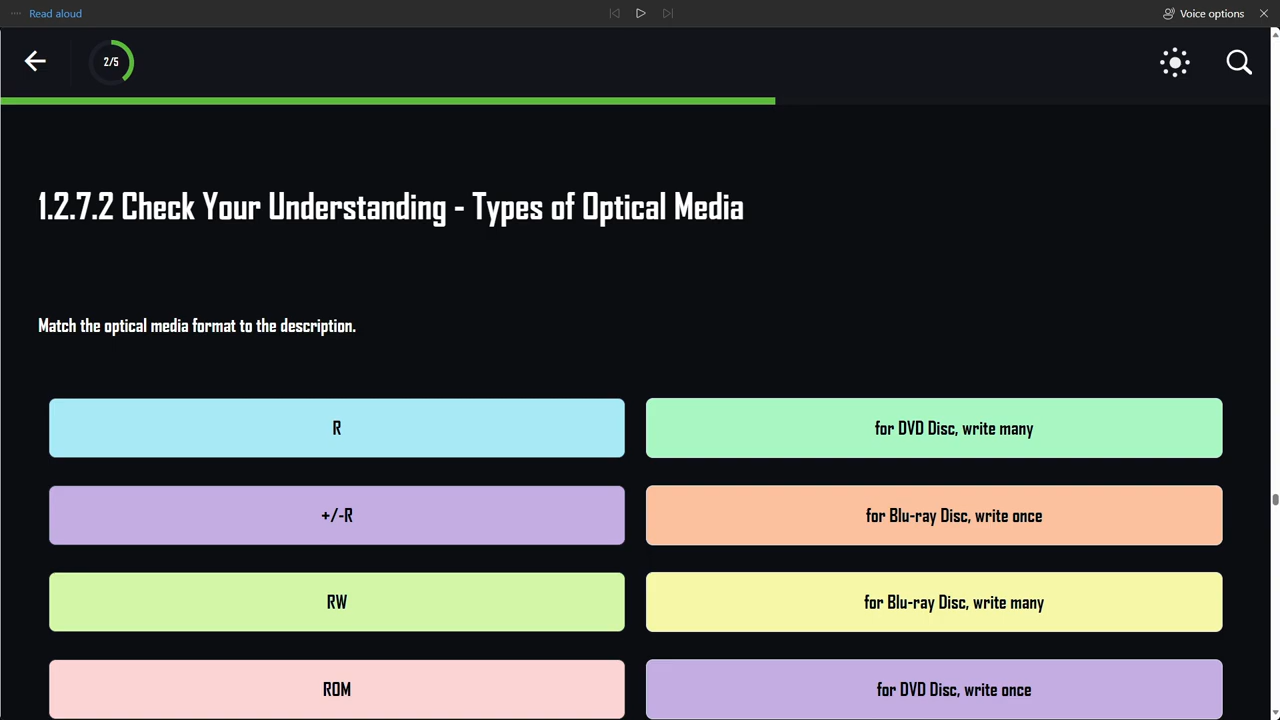 Read aloud
Voice options
2/5
1.2.7.2 Check Your Understanding - Types of Optical Media
Match the optical media format to the description.
R
for DVD Disc, write many
+/-R
for Blu-ray Disc, write once
RW
for Blu-ray Disc, write many
ROM
for DVD Disc, write once